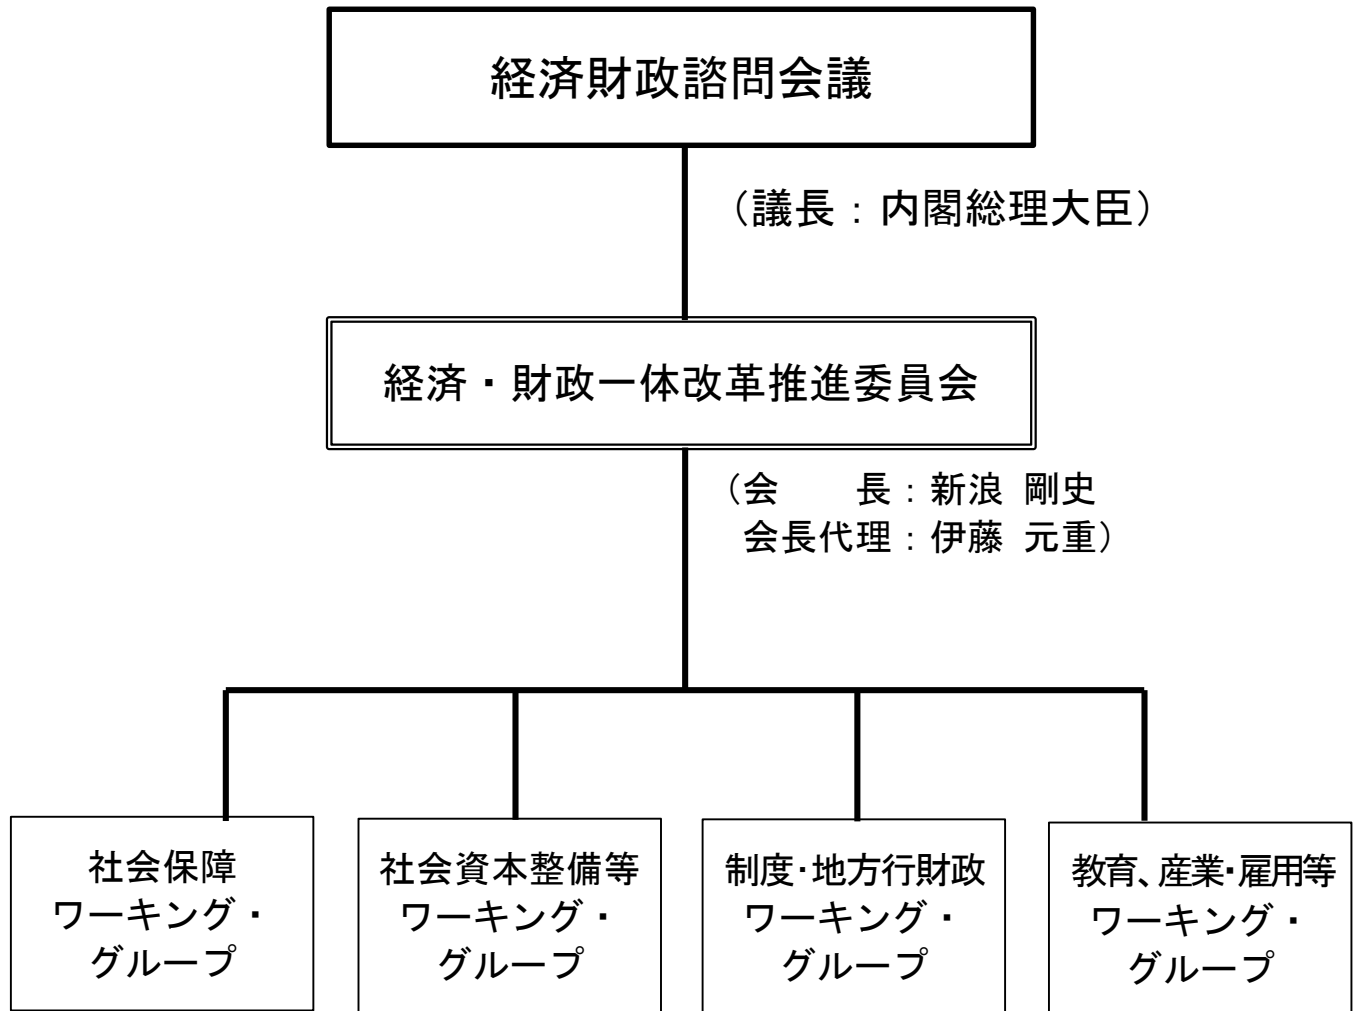 経済財政諮問会議
（議長：内閣総理大臣）
経済・財政一体改革推進委員会
（会　　長：新浪 剛史
会長代理：伊藤 元重）
社会保障
ワーキング・
グループ
社会資本整備等
ワーキング・
グループ
制度・地方行財政
ワーキング・
グループ
教育、産業・雇用等
ワーキング・
グループ